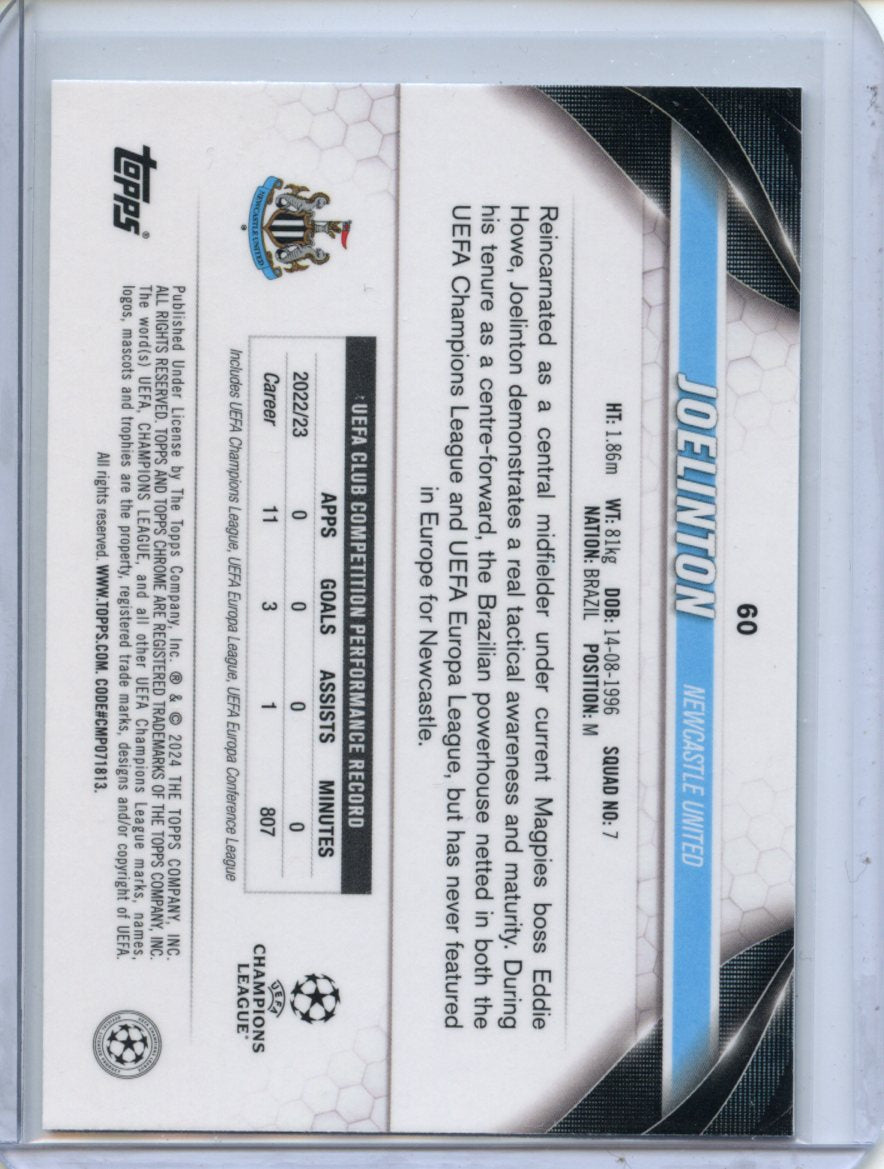 60
JOELINTON NEWCASTLE UNITED
HT: 1.86m WT: 81kg DOB: 14-08-1996 SQUAD NO: 7
NATION: BRAZIL POSITION: M
Reincarnated as a central midfielder under current Magpies boss Eddie
Howe, Joelinton demonstrates a real tactical awareness and maturity. During
his tenure as a centre-forward, the Brazilian powerhouse netted in both the
UEFA Champions League and UEFA Europa League, but has never featured
in Europe for Newcastle.
NEWCASTLE UNITED
UEFA CLUB COMPETITION PERFORMANCE RECORD
APPS GOALS ASSISTS MINUTES
2022/23 0 0 0 0
Career 11 3 1 807
Includes UEFA Champions League, UEFA Europa League, UEFA Europa Conference League
UEFA
CHAMPIONS
LEAGUE®
topps®
Published Under License by The Topps Company, Inc. ® & © 2024 THE TOPPS COMPANY, INC.
ALL RIGHTS RESERVED. TOPPS AND TOPPS CHROME ARE REGISTERED TRADEMARKS OF THE TOPPS COMPANY, INC.
The word(s) UEFA, CHAMPIONS LEAGUE, and all other UEFA Champions League marks, names,
logos, mascots and trophies are the property, registered trade marks, designs and/or copyright of UEFA.
All rights reserved. WWW.TOPPS.COM. CODE#CMP071813.